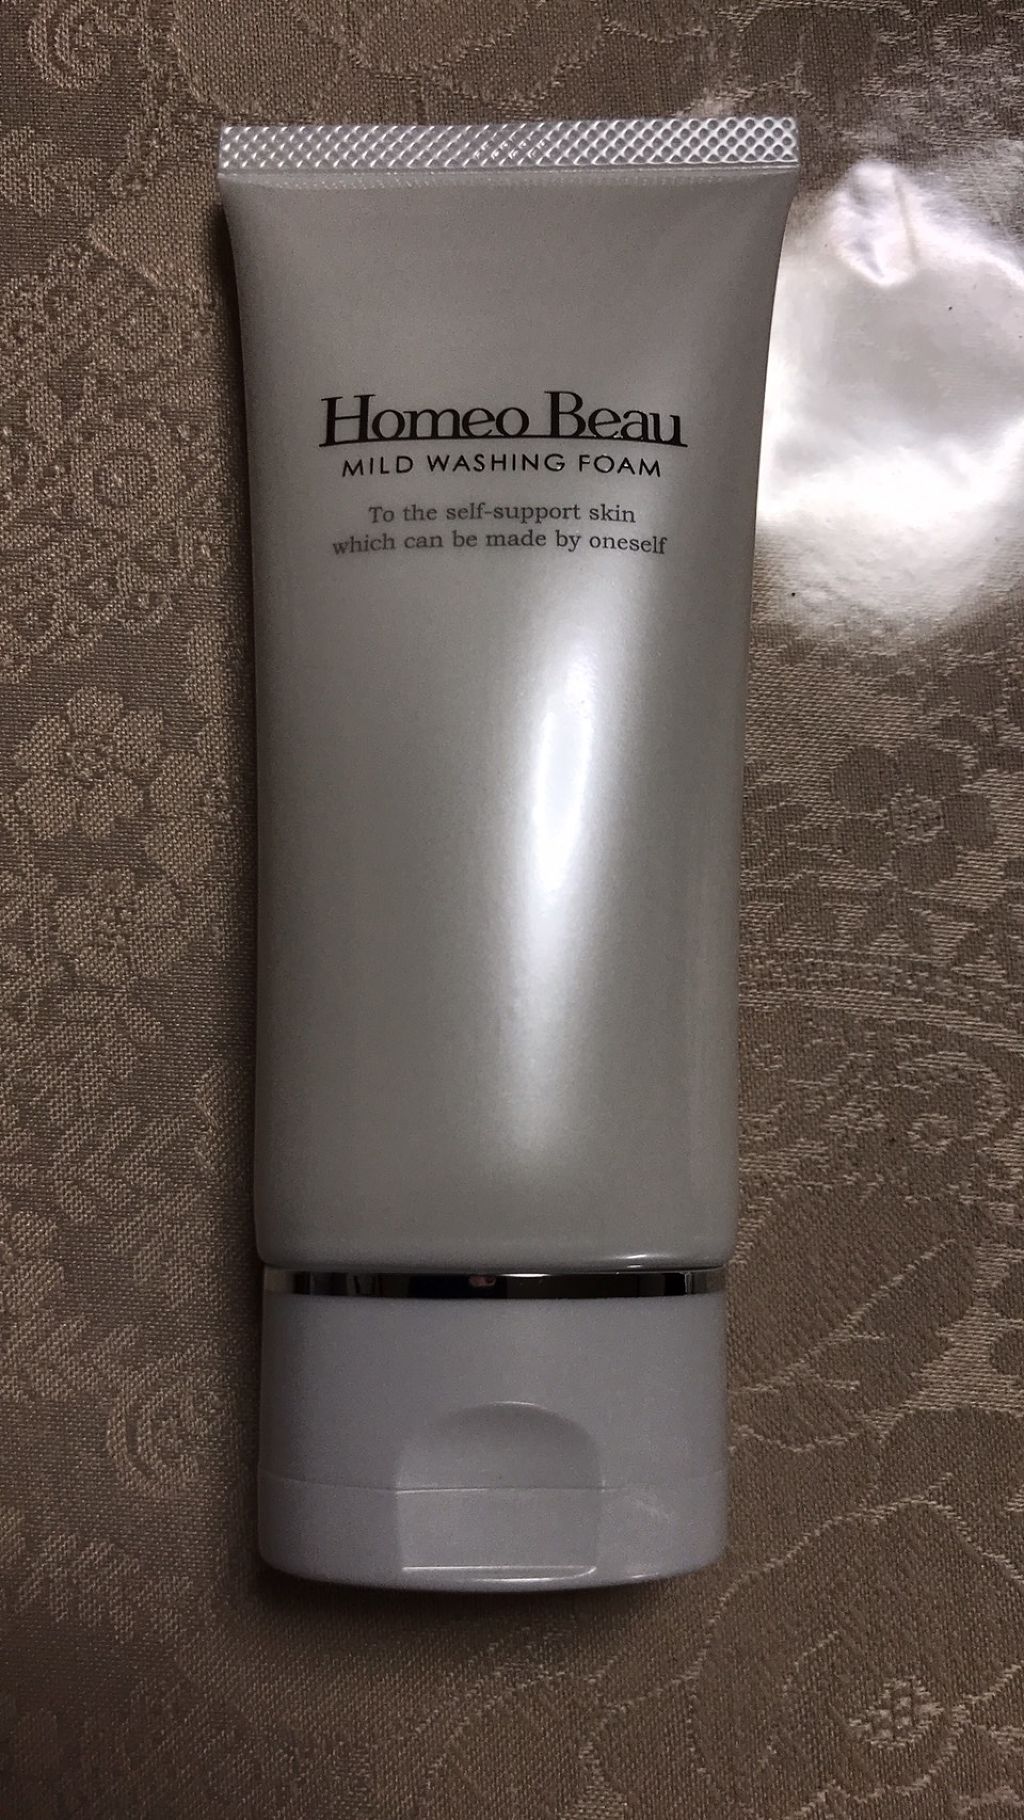 Homeo Beau
MILD WASHING FOAM
To the self-support skin
which can be made by oneself